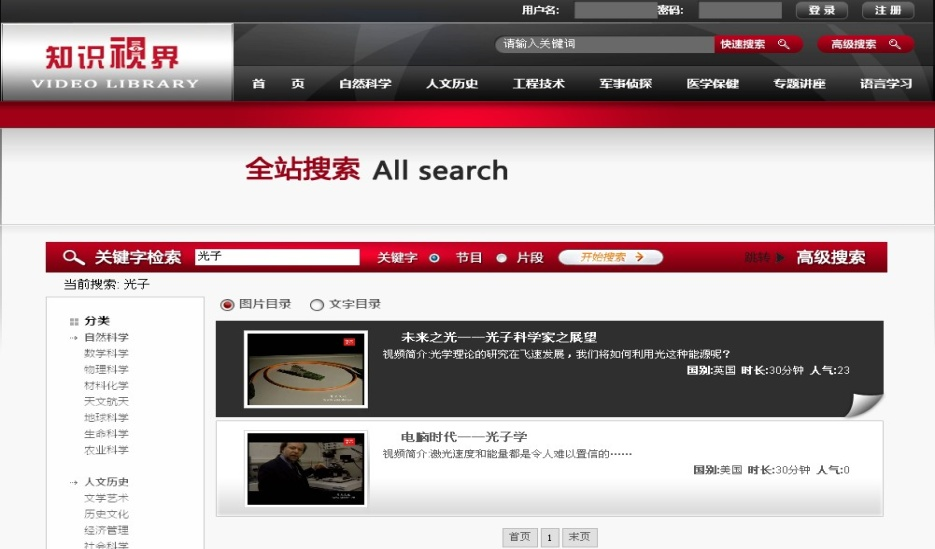 用户名: 密码: 登 录 注 册
知识视界
VIDEO LIBRARY
请输入关键词 快速搜索 高级搜索
首 页 自然科学 人文历史 工程技术 军事侦探 医学保健 专题讲座 语言学习
全站搜索 All search
关键字检索 光子 关键字 节目 片段 开始搜索 跳转 高级搜索
当前搜索: 光子
图片目录 文字目录
分类
自然科学
数学科学
物理科学
材料化学
天文航天
地球科学
生命科学
农业科学
人文历史
文学艺术
历史文化
经济管理
社会科学
未来之光——光子科学家之展望
视频简介:光学理论的研究在飞速发展，我们将如何利用光这种能源呢？
国别:英国 时长:30分钟 人气:23
电脑时代——光子学
视频简介:激光速度和能量都是令人难以置信的……
国别:美国 时长:30分钟 人气:0
首页 1 末页